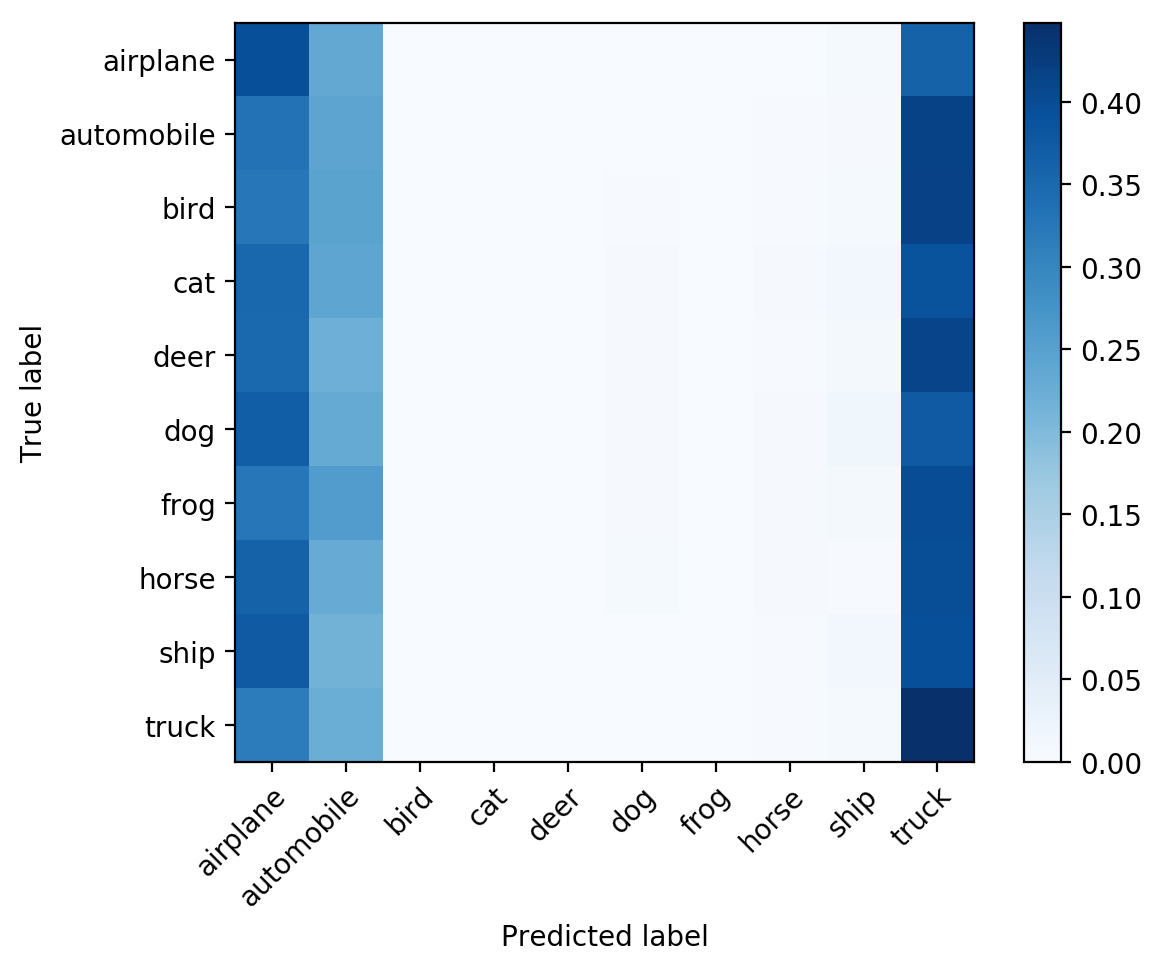 airplane
automobile
bird
cat
deer
dog
frog
horse
ship
truck
True label
airplane
automobile
bird
cat
deer
dog
frog
horse
ship
truck
Predicted label
0.40
0.35
0.30
0.25
0.20
0.15
0.10
0.05
0.00